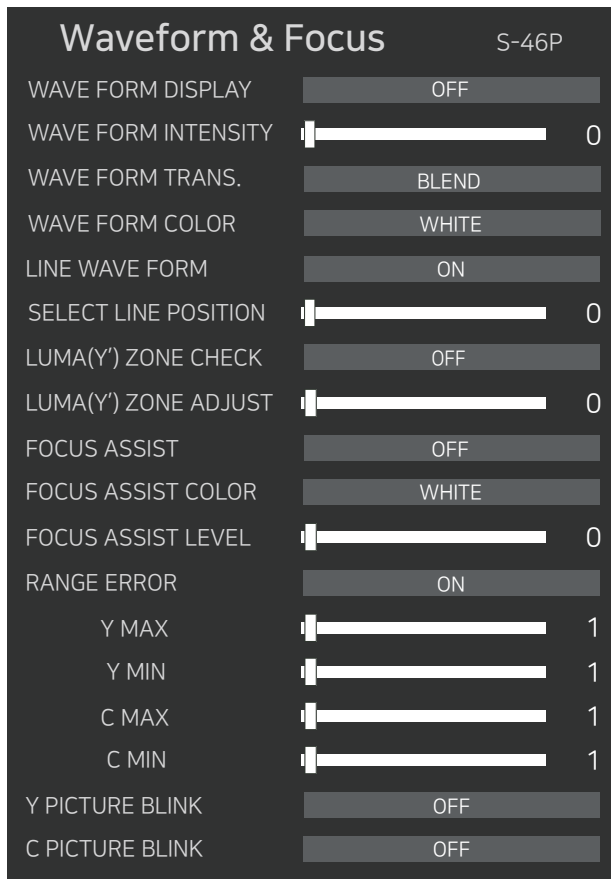 Waveform & Focus S-46P
WAVE FORM DISPLAY OFF
WAVE FORM INTENSITY 0
WAVE FORM TRANS. BLEND
WAVE FORM COLOR WHITE
LINE WAVE FORM ON
SELECT LINE POSITION 0
LUMA(Y′) ZONE CHECK OFF
LUMA(Y′) ZONE ADJUST 0
FOCUS ASSIST OFF
FOCUS ASSIST COLOR WHITE
FOCUS ASSIST LEVEL 0
RANGE ERROR ON
Y MAX 1
Y MIN 1
C MAX 1
C MIN 1
Y PICTURE BLINK OFF
C PICTURE BLINK OFF